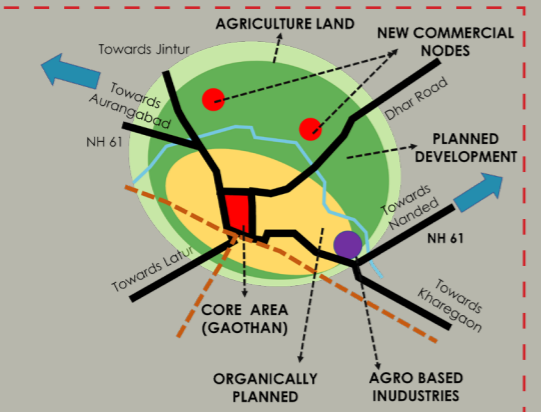 AGRICULTURE LAND
NEW COMMERCIAL
NODES
Towards Jintur
Towards
Aurangabad
NH 61
Dhar Road
PLANNED
DEVELOPMENT
Towards
Nanded
NH 61
Towards Latur
Towards
Kharegaon
CORE AREA
(GAOTHAN)
ORGANICALLY
PLANNED
AGRO BASED
INUDUSTRIES